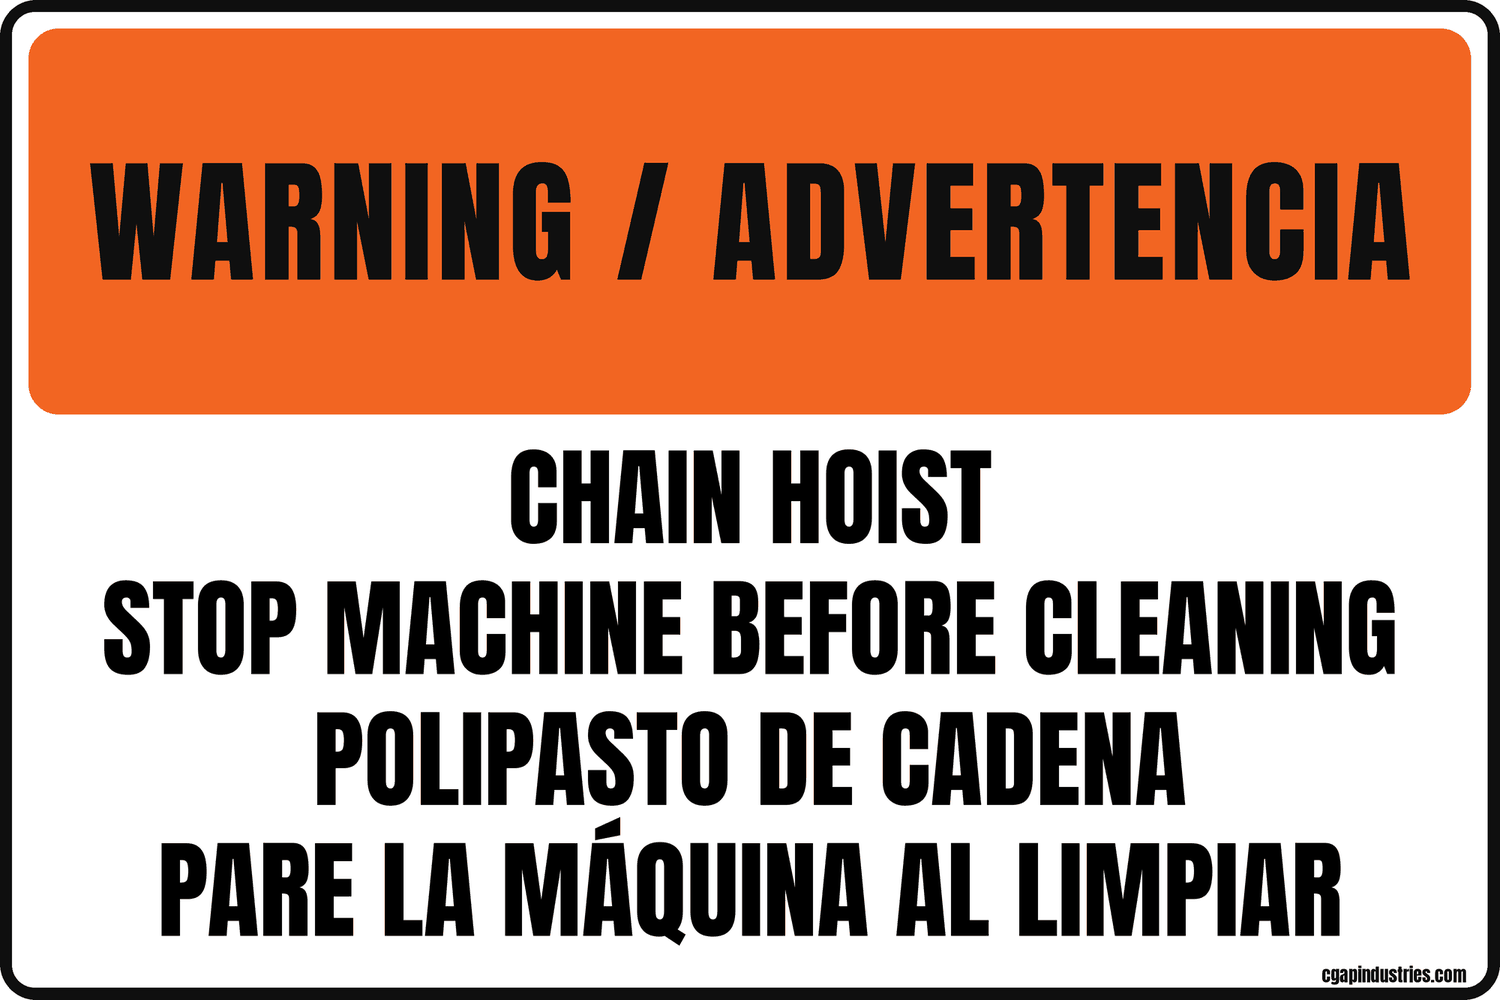 WARNING / ADVERTENCIA
CHAIN HOIST
STOP MACHINE BEFORE CLEANING
POLIPASTO DE CADENA
PARE LA MÁQUINA AL LIMPIAR
cgapindustries.com